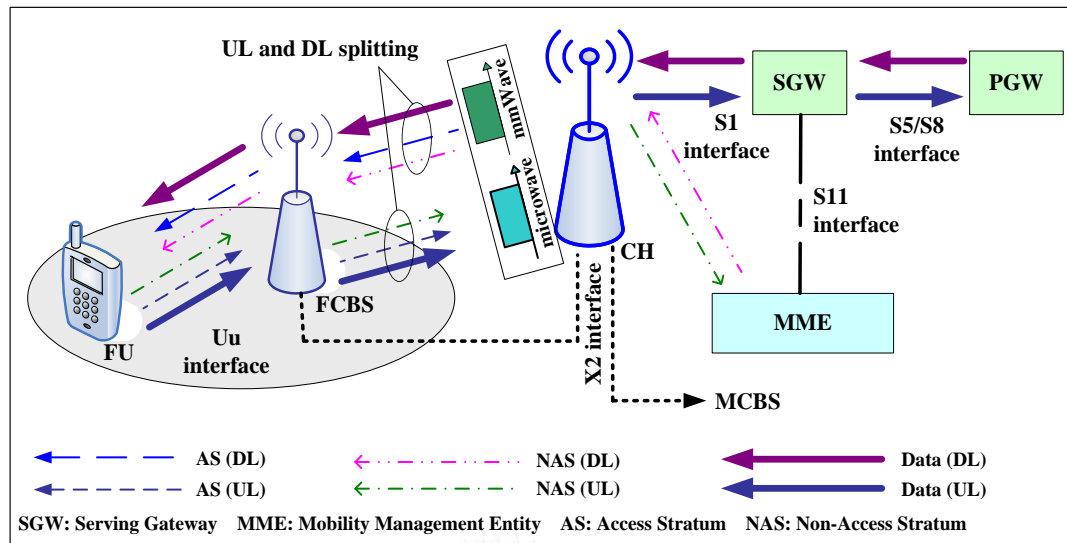 UL and DL splitting
mmWave
microwave
SGW
PGW
S1
interface
S5/S8
interface
S11
interface
CH
FCBS
FU
Uu
interface
X2 interface
MME
MCBS
AS (DL)
NAS (DL)
Data (DL)
AS (UL)
NAS (UL)
Data (UL)
SGW: Serving Gateway MME: Mobility Management Entity AS: Access Stratum NAS: Non-Access Stratum